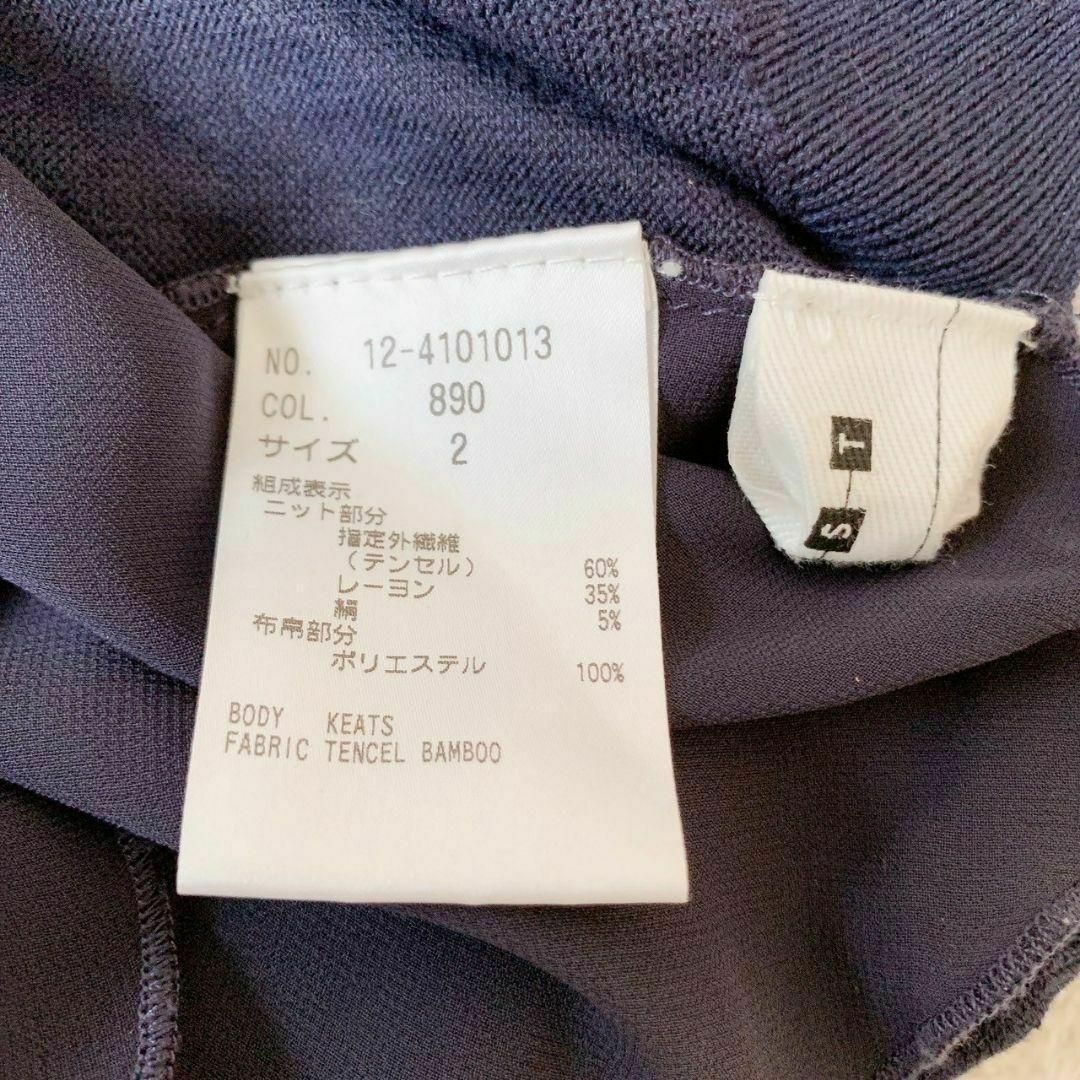 NO. 12-4101013
COL. 890
サイズ 2
組成表示
ニット部分
指定外繊維
(テンセル) 60%
レーヨン 35%
絹 5%
布帛部分
ポリエステル 100%
BODY KEATS
FABRIC TENCEL BAMBOO
S T